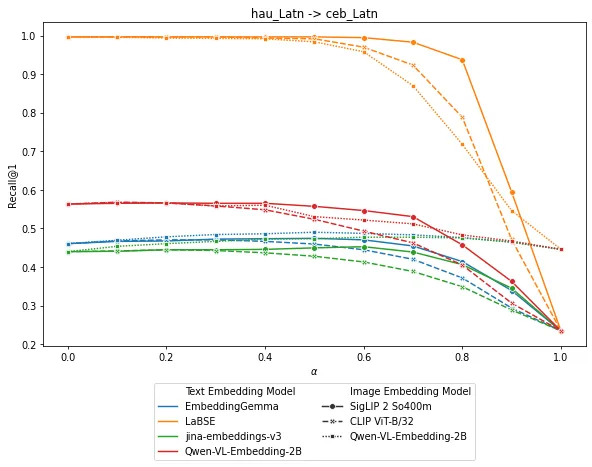 hau_Latn -> ceb_Latn
Recall@1
1.0
0.9
0.8
0.7
0.6
0.5
0.4
0.3
0.2
0.0 0.2 0.4 0.6 0.8 1.0
α
Text Embedding Model Image Embedding Model
EmbeddingGemma SigLIP 2 So400m
LaBSE CLIP ViT-B/32
jina-embeddings-v3 Qwen-VL-Embedding-2B
Qwen-VL-Embedding-2B